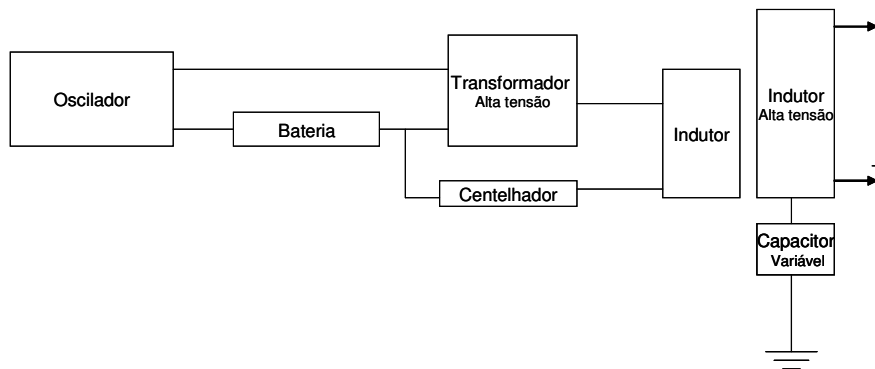 Oscilador
Bateria
Transformador
Alta tensão
Centelhador
Indutor
Indutor
Alta tensão
Capacitor
Variável